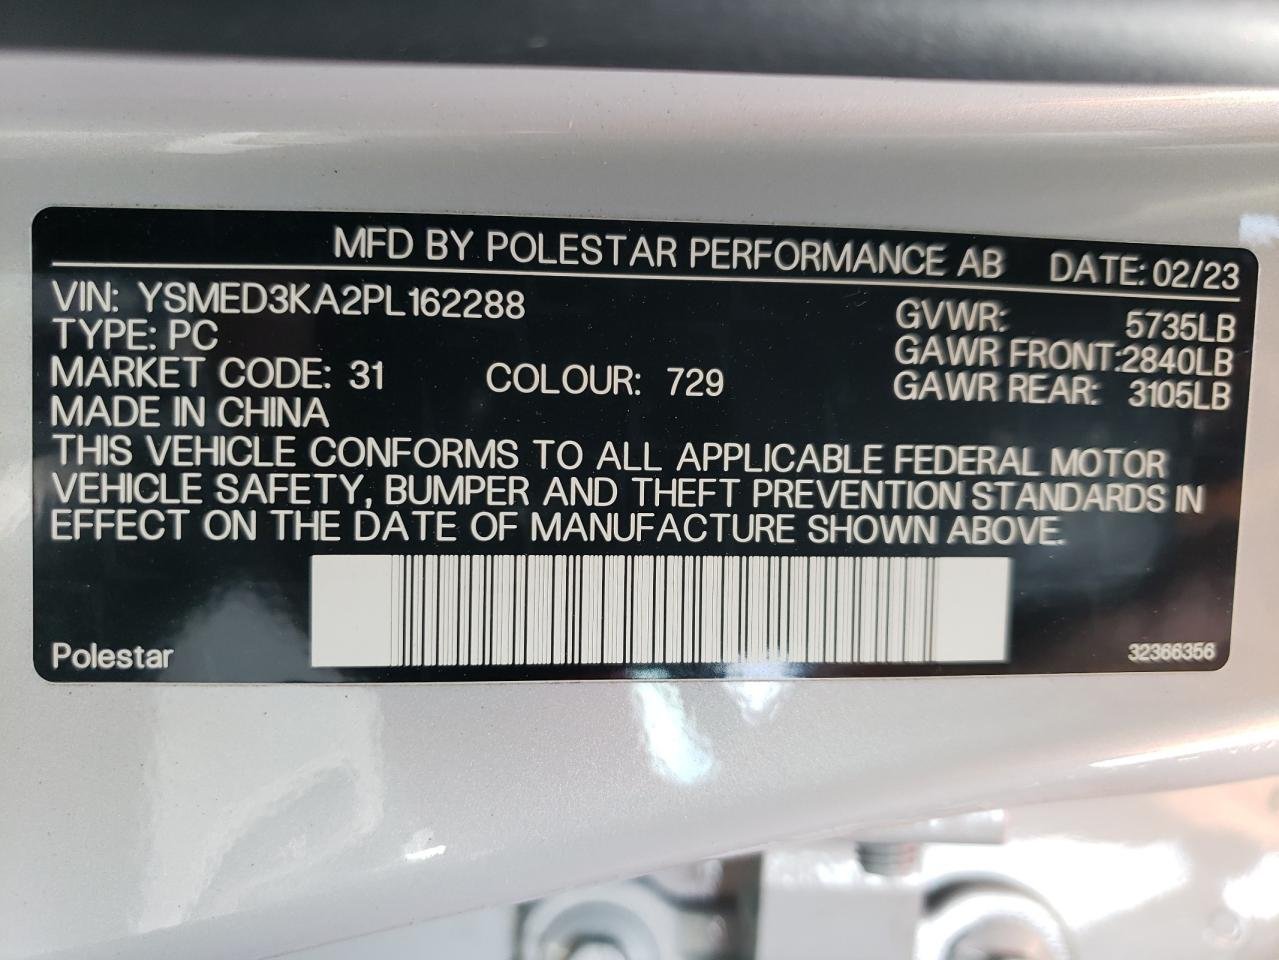 MFD BY POLESTAR PERFORMANCE AB DATE: 02/23
VIN: YSMED3KA2PL162288
GVWR: 5735LB
TYPE: PC
GAWR FRONT:2840LB
MARKET CODE: 31 COLOUR: 729
GAWR REAR: 3105LB
MADE IN CHINA
THIS VEHICLE CONFORMS TO ALL APPLICABLE FEDERAL MOTOR
VEHICLE SAFETY, BUMPER AND THEFT PREVENTION STANDARDS IN
EFFECT ON THE DATE OF MANUFACTURE SHOWN ABOVE.
Polestar
32366356